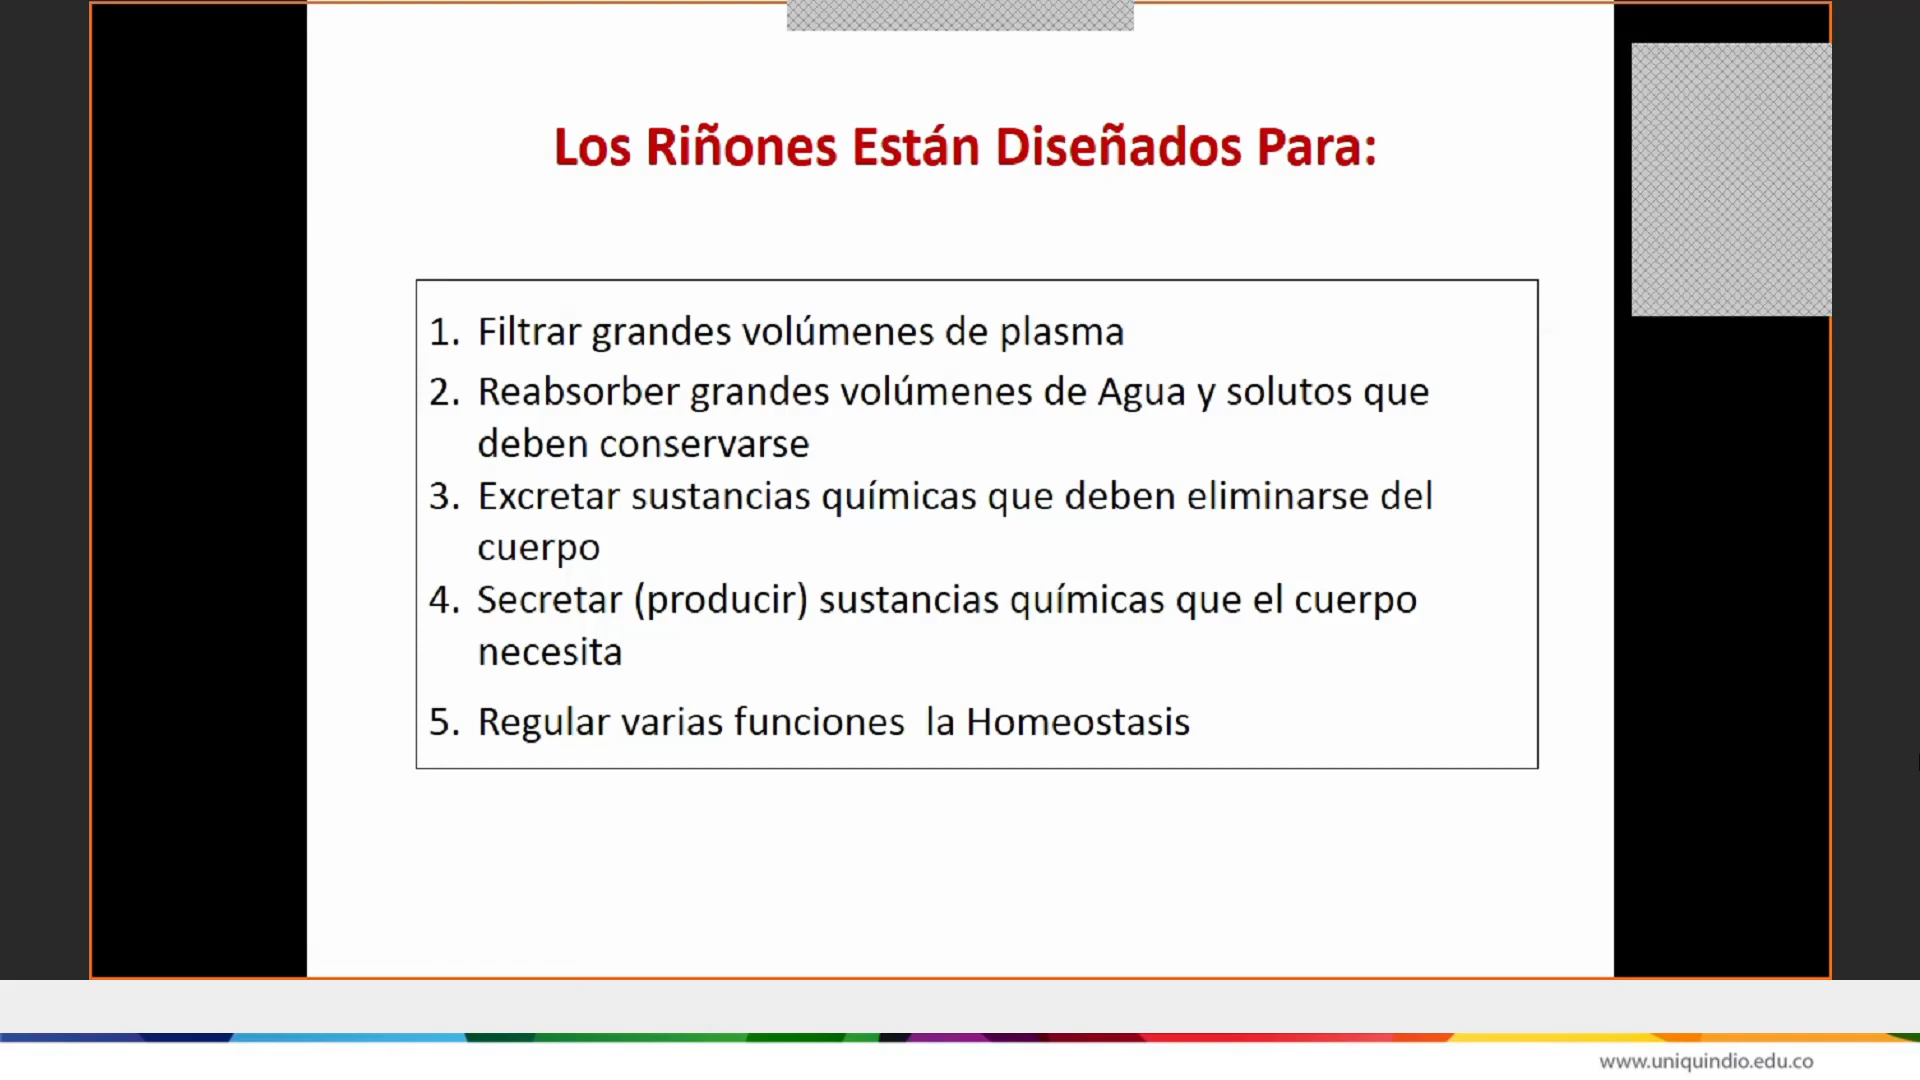 Los Riñones Están Diseñados Para:
1. Filtrar grandes volúmenes de plasma
2. Reabsorber grandes volúmenes de Agua y solutos que
deben conservarse
3. Excretar sustancias químicas que deben eliminarse del
cuerpo
4. Secretar (producir) sustancias químicas que el cuerpo
necesita
5. Regular varias funciones  la Homeostasis
www.uniquindio.edu.co